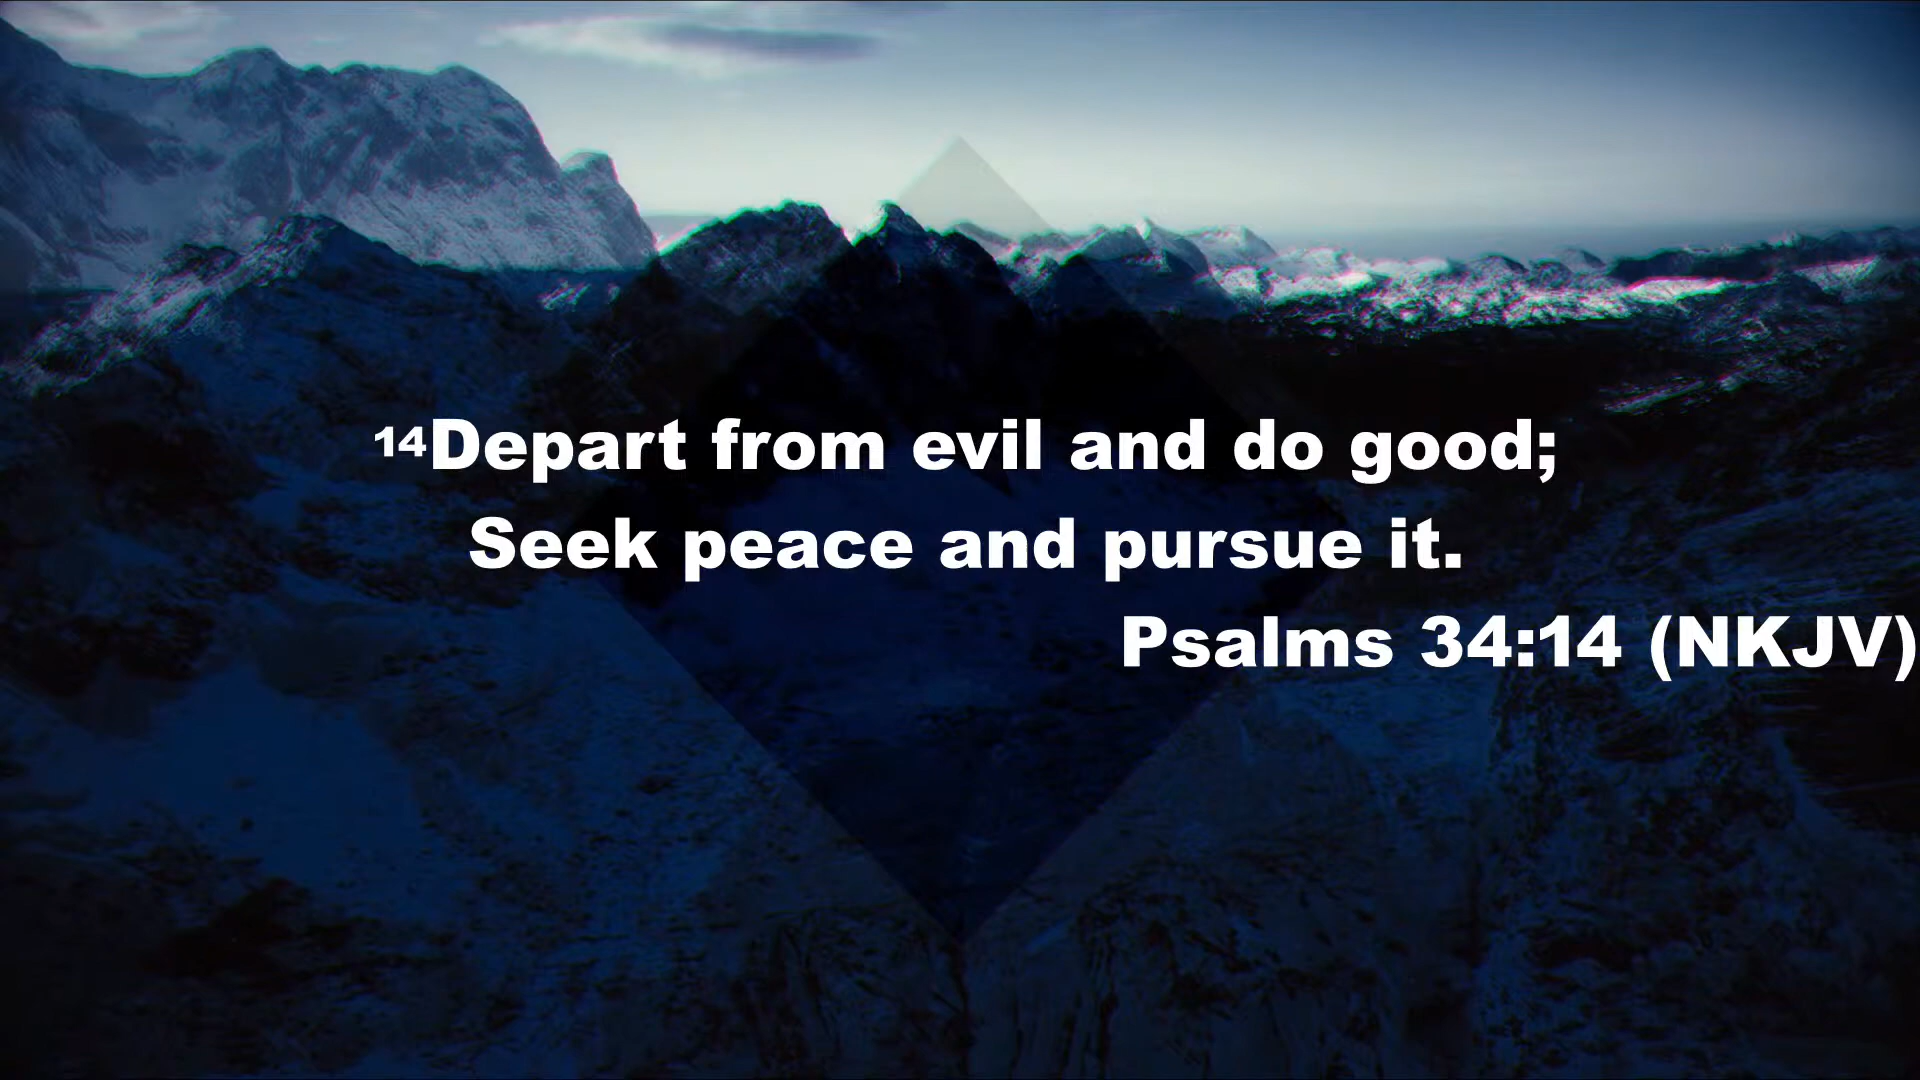 14Depart from evil and do good;
Seek peace and pursue it.
Psalms 34:14 (NKJV)